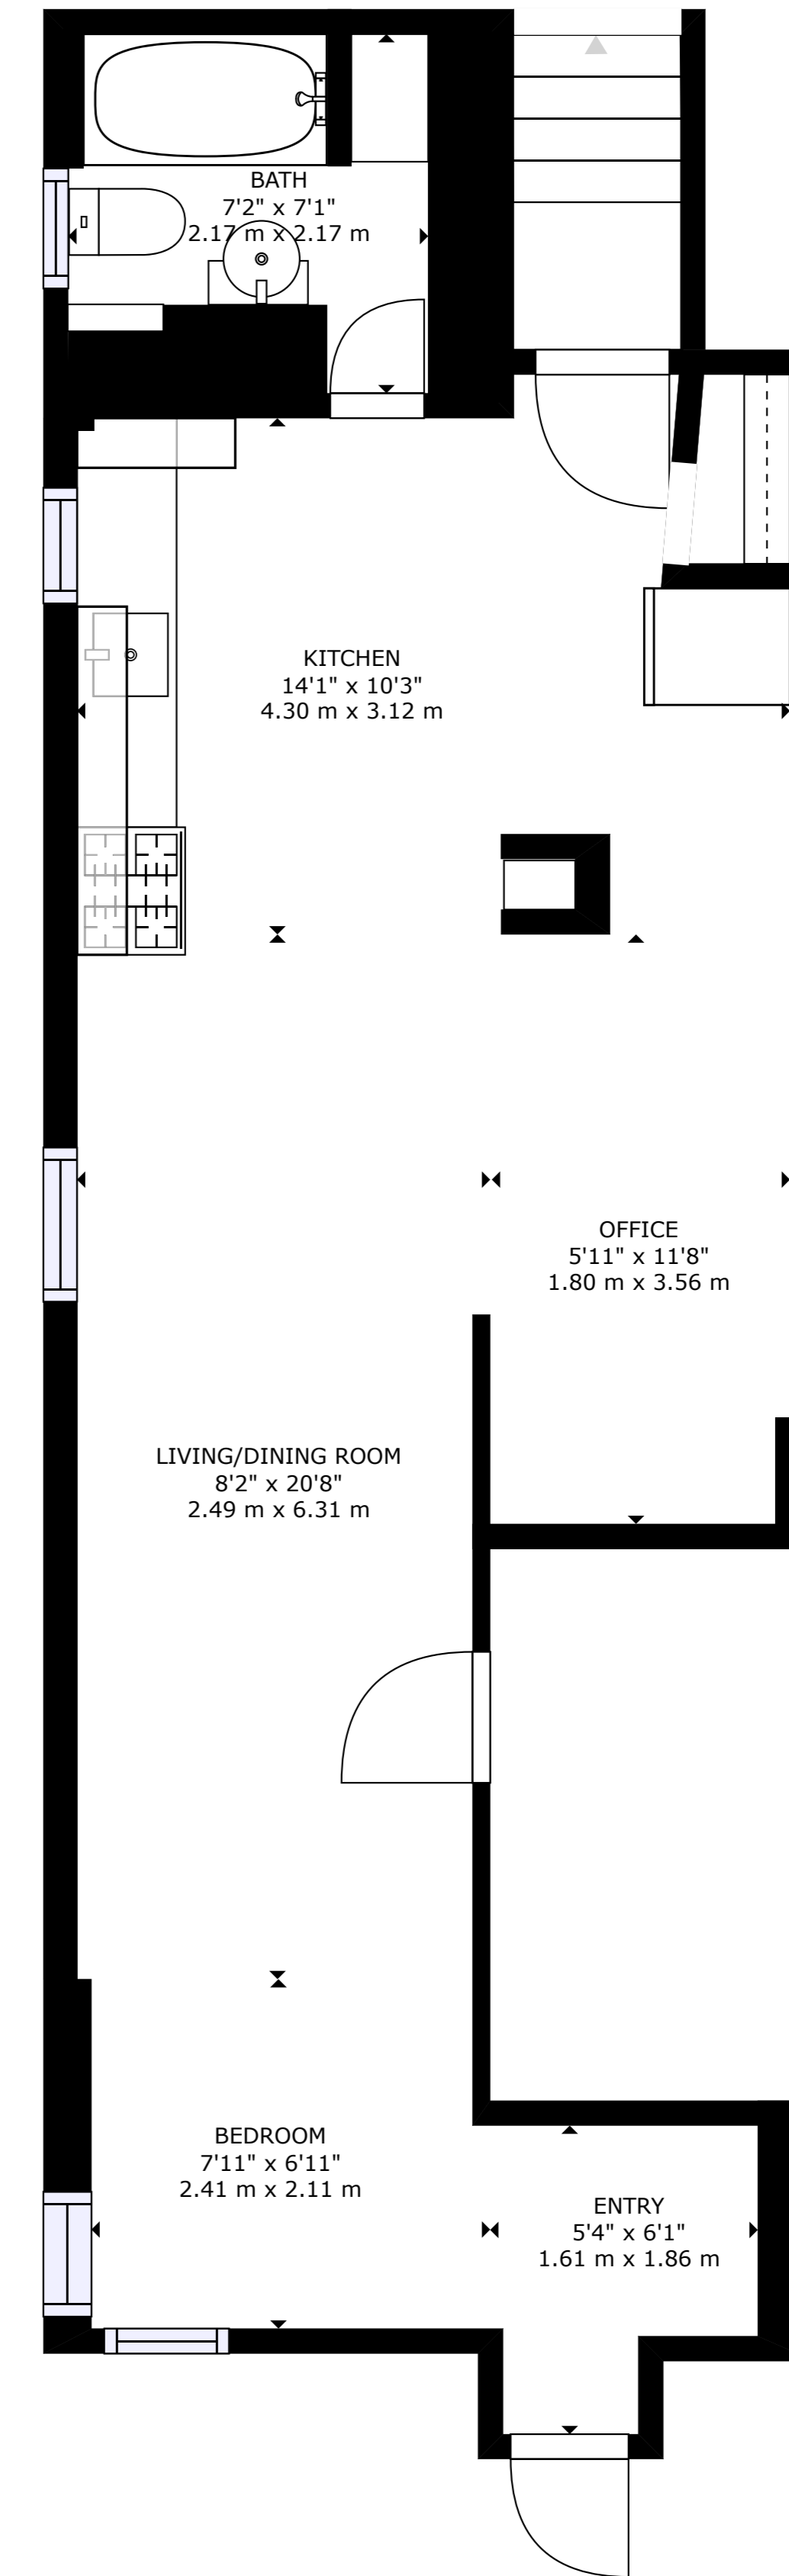 BATH
7'2" x 7'1"
2.17 m x 2.17 m
KITCHEN
14'1" x 10'3"
4.30 m x 3.12 m
OFFICE
5'11" x 11'8"
1.80 m x 3.56 m
LIVING/DINING ROOM
8'2" x 20'8"
2.49 m x 6.31 m
BEDROOM
7'11" x 6'11"
2.41 m x 2.11 m
ENTRY
5'4" x 6'1"
1.61 m x 1.86 m